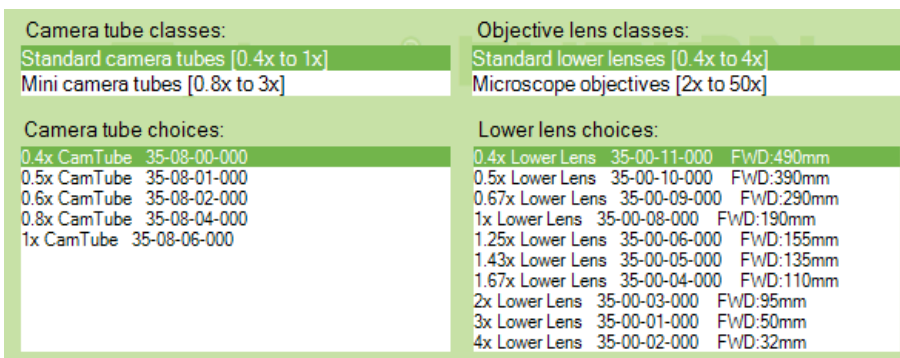 Camera tube classes:
Standard camera tubes [0.4x to 1x]
Mini camera tubes [0.8x to 3x]
Camera tube choices:
0.4x CamTube 35-08-00-000
0.5x CamTube 35-08-01-000
0.6x CamTube 35-08-02-000
0.8x CamTube 35-08-04-000
1x CamTube 35-08-06-000
Objective lens classes:
Standard lower lenses [0.4x to 4x]
Microscope objectives [2x to 50x]
Lower lens choices:
0.4x Lower Lens 35-00-11-000 FWD:490mm
0.5x Lower Lens 35-00-10-000 FWD:390mm
0.67x Lower Lens 35-00-09-000 FWD:290mm
1x Lower Lens 35-00-08-000 FWD:190mm
1.25x Lower Lens 35-00-06-000 FWD:155mm
1.43x Lower Lens 35-00-05-000 FWD:135mm
1.67x Lower Lens 35-00-04-000 FWD:110mm
2x Lower Lens 35-00-03-000 FWD:95mm
3x Lower Lens 35-00-01-000 FWD:50mm
4x Lower Lens 35-00-02-000 FWD:32mm